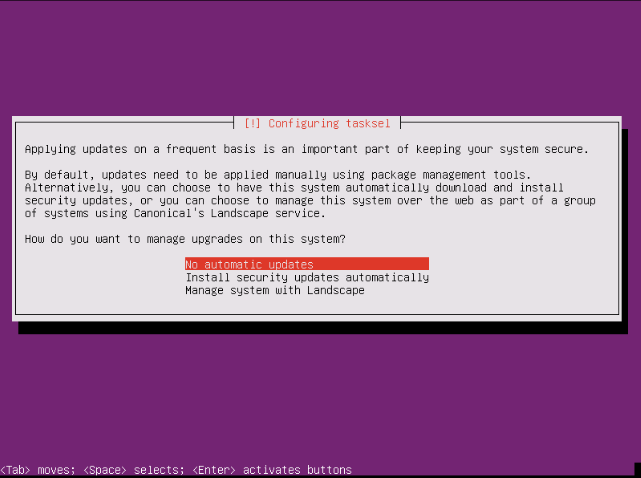 [!] Configuring tasksel
Applying updates on a frequent basis is an important part of keeping your system secure.
By default, updates need to be applied manually using package management tools.
Alternatively, you can choose to have this system automatically download and install
security updates, or you can choose to manage this system over the web as part of a group
of systems using Canonical's Landscape service.
How do you want to manage upgrades on this system?
No automatic updates
Install security updates automatically
Manage system with Landscape
<Tab> moves; <Space> selects; <Enter> activates buttons